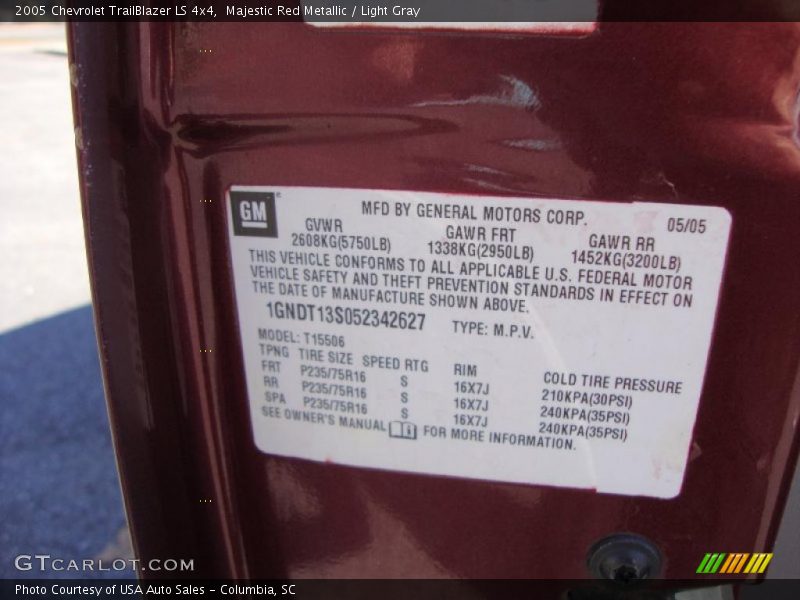 2005 Chevrolet TrailBlazer LS 4x4, Majestic Red Metallic / Light Gray
GM
MFD BY GENERAL MOTORS CORP. 05/05
GVWR GAWR FRT GAWR RR
2608KG(5750LB) 1338KG(2950LB) 1452KG(3200LB)
THIS VEHICLE CONFORMS TO ALL APPLICABLE U.S. FEDERAL MOTOR
VEHICLE SAFETY AND THEFT PREVENTION STANDARDS IN EFFECT ON
THE DATE OF MANUFACTURE SHOWN ABOVE.
1GNDT13S052342627 TYPE: M.P.V.
MODEL: T15506
TPNG TIRE SIZE SPEED RTG RIM COLD TIRE PRESSURE
FRT P235/75R16 S 16X7J 210KPA(30PSI)
RR P235/75R16 S 16X7J 240KPA(35PSI)
SPA P235/75R16 S 16X7J 240KPA(35PSI)
SEE OWNER'S MANUAL FOR MORE INFORMATION.
GTCARLOT.COM
Photo Courtesy of USA Auto Sales - Columbia, SC